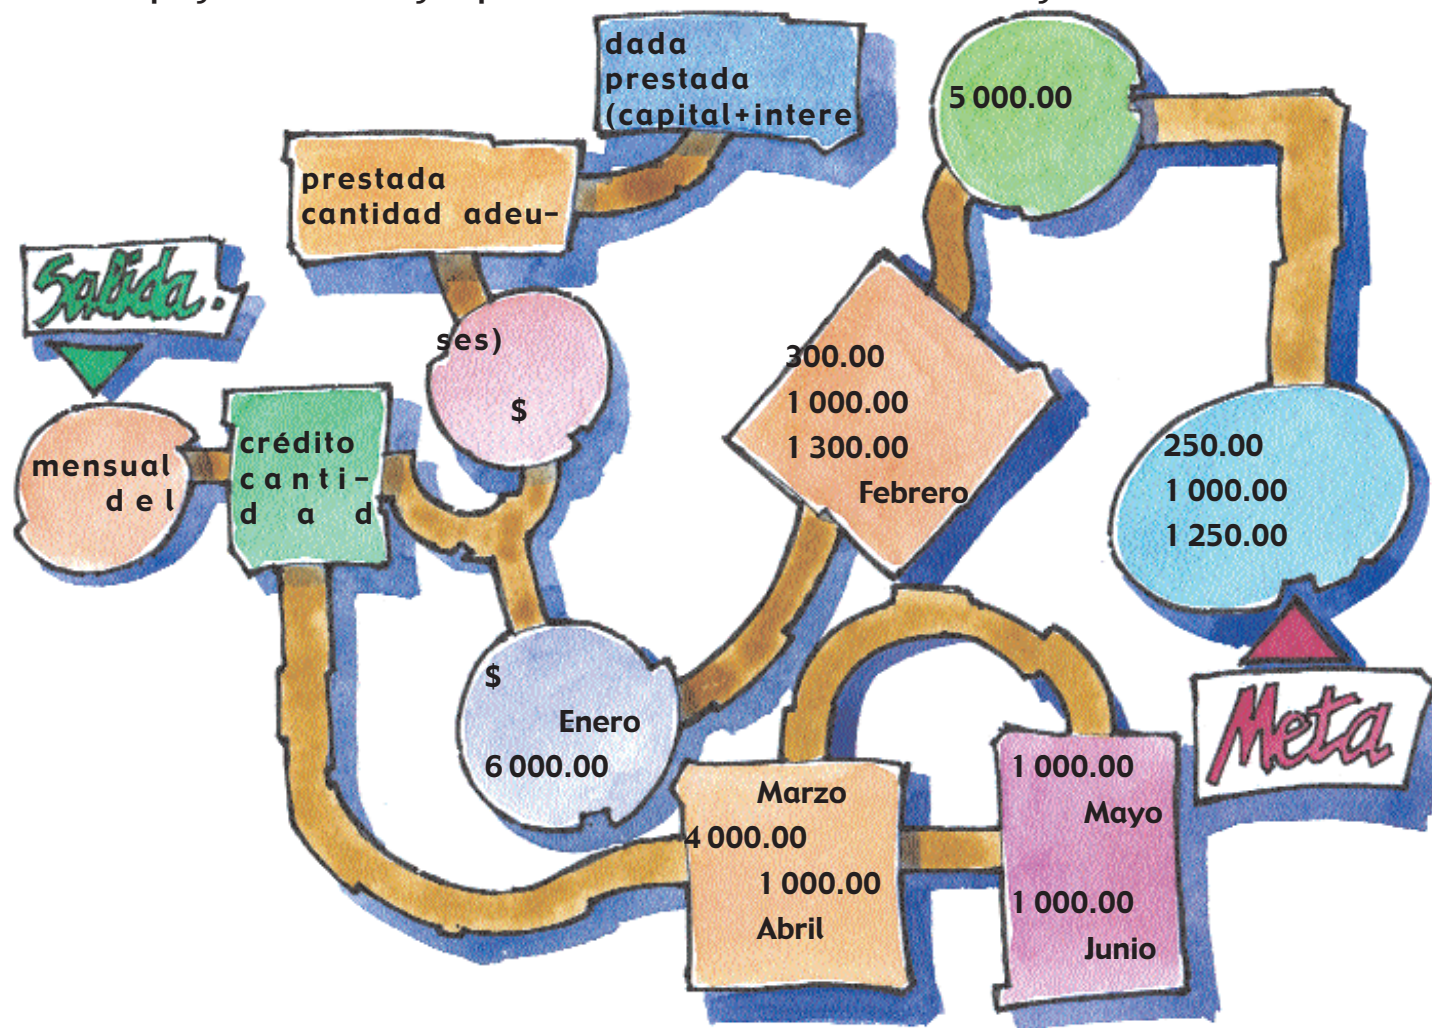 dada
prestada
(capital+intere
5 000.00
prestada
cantidad adeu-
Salida.
ses)
$
300.00
1 000.00
1 300.00
Febrero
mensual
del
crédito
canti-
dad
250.00
1 000.00
1 250.00
$
Enero
6 000.00
Meta
Marzo
4 000.00
1 000.00
Abril
1 000.00
Mayo
1 000.00
Junio